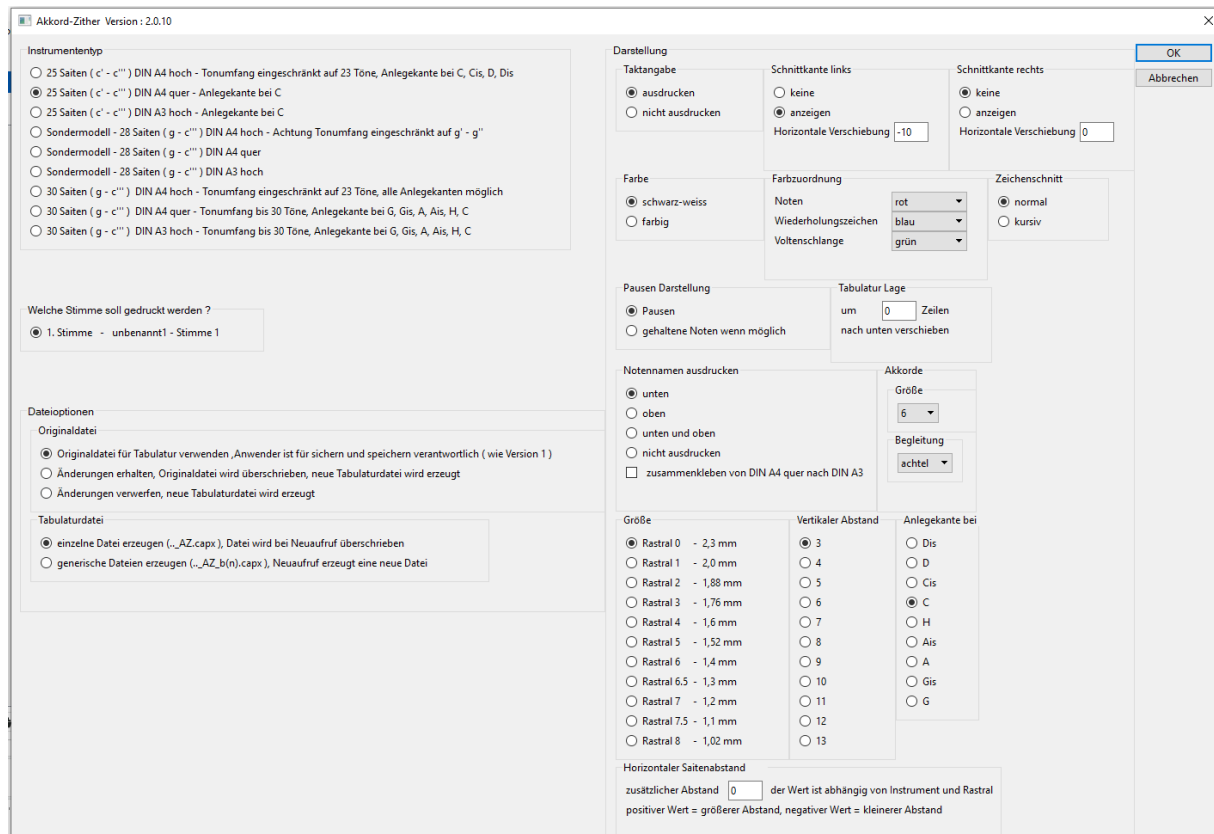 Akkord-Zither Version : 2.0.10
Instrumententyp
25 Saiten ( c' - c''' ) DIN A4 hoch - Tonumfang eingeschränkt auf 23 Töne, Anlegekante bei C, Cis, D, Dis
25 Saiten ( c' - c''' ) DIN A4 quer - Anlegekante bei C
25 Saiten ( c' - c''' ) DIN A3 hoch - Anlegekante bei C
Sondermodell - 28 Saiten ( g - c''' ) DIN A4 hoch - Achtung Tonumfang eingeschränkt auf g' - g''
Sondermodell - 28 Saiten ( g - c''' ) DIN A4 quer
Sondermodell - 28 Saiten ( g - c''' ) DIN A3 hoch
30 Saiten ( g - c''' ) DIN A4 hoch - Tonumfang eingeschränkt auf 23 Töne, alle Anlegekanten möglich
30 Saiten ( g - c''' ) DIN A4 quer - Tonumfang bis 30 Töne, Anlegekante bei G, Gis, A, Ais, H, C
30 Saiten ( g - c''' ) DIN A3 hoch - Tonumfang bis 30 Töne, Anlegekante bei G, Gis, A, Ais, H, C
Welche Stimme soll gedruckt werden ?
1. Stimme - unbenannt1 - Stimme 1
Dateioptionen
Originaldatei
Originaldatei für Tabulatur verwenden ,Anwender ist für sichern und speichern verantwortlich ( wie Version 1 )
Änderungen erhalten, Originaldatei wird überschrieben, neue Tabulaturdatei wird erzeugt
Änderungen verwerfen, neue Tabulaturdatei wird erzeugt
Tabulaturdatei
einzelne Datei erzeugen (.._AZ.capx ), Datei wird bei Neuaufruf überschrieben
generische Dateien erzeugen (.._AZ_b(n).capx ), Neuaufruf erzeugt eine neue Datei
Darstellung
Taktangabe
ausdrucken
nicht ausdrucken
Schnittkante links
keine
anzeigen
Horizontale Verschiebung -10
Schnittkante rechts
keine
anzeigen
Horizontale Verschiebung 0
Farbe
schwarz-weiss
farbig
Farbzuordnung
Noten rot
Wiederholungszeichen blau
Voltenschlange grün
Zeichenschnitt
normal
kursiv
Pausen Darstellung
Pausen
gehaltene Noten wenn möglich
Tabulatur Lage
um 0 Zeilen
nach unten verschieben
Notennamen ausdrucken
unten
oben
unten und oben
nicht ausdrucken
zusammenkleben von DIN A4 quer nach DIN A3
Akkorde
Größe
6
Begleitung
achtel
Größe
Rastral 0 - 2,3 mm
Rastral 1 - 2,0 mm
Rastral 2 - 1,88 mm
Rastral 3 - 1,76 mm
Rastral 4 - 1,6 mm
Rastral 5 - 1,52 mm
Rastral 6 - 1,4 mm
Rastral 6.5 - 1,3 mm
Rastral 7 - 1,2 mm
Rastral 7.5 - 1,1 mm
Rastral 8 - 1,02 mm
Vertikaler Abstand
3
4
5
6
7
8
9
10
11
12
13
Anlegekante bei
Dis
D
Cis
C
H
Ais
A
Gis
G
Horizontaler Saitenabstand
zusätzlicher Abstand 0 der Wert ist abhängig von Instrument und Rastral
positiver Wert = größerer Abstand, negativer Wert = kleinerer Abstand
OK
Abbrechen